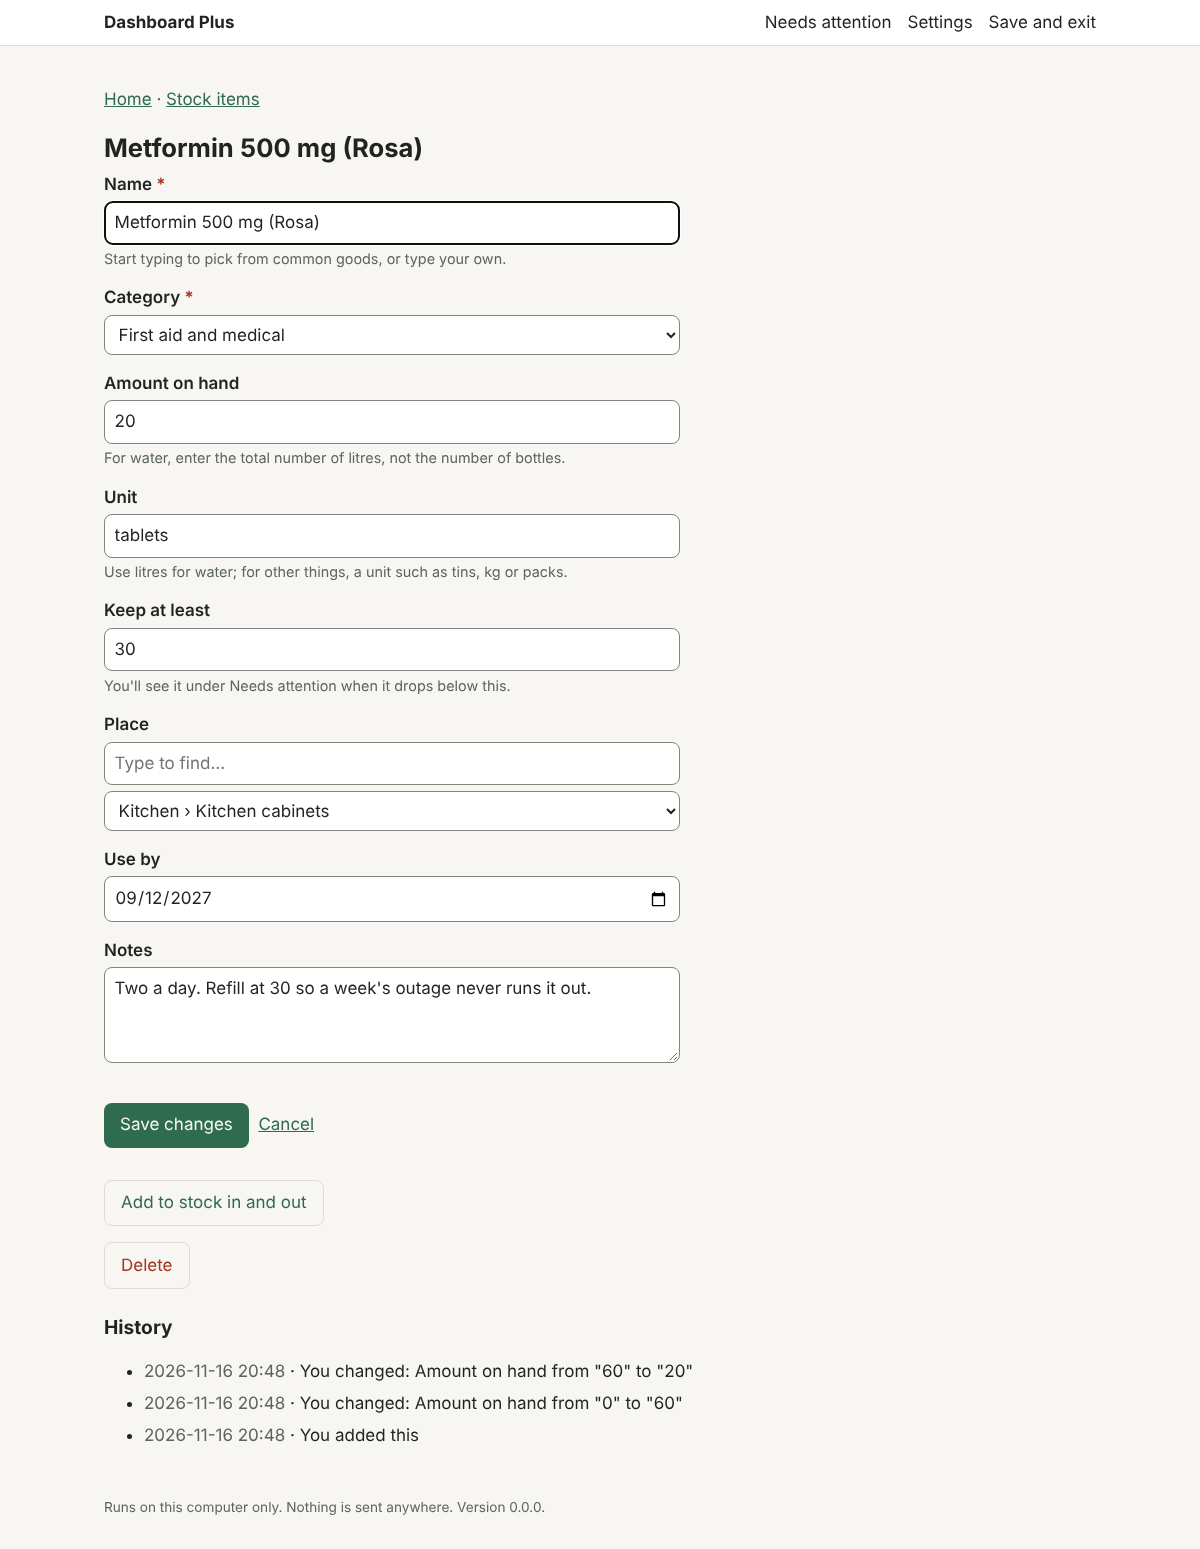 Dashboard Plus
Needs attention Settings Save and exit
Home · Stock items
Metformin 500 mg (Rosa)
Name *
Metformin 500 mg (Rosa)
Start typing to pick from common goods, or type your own.
Category *
First aid and medical
Amount on hand
20
For water, enter the total number of litres, not the number of bottles.
Unit
tablets
Use litres for water; for other things, a unit such as tins, kg or packs.
Keep at least
30
You'll see it under Needs attention when it drops below this.
Place
Type to find...
Kitchen › Kitchen cabinets
Use by
09/12/2027
Notes
Two a day. Refill at 30 so a week's outage never runs it out.
Save changes Cancel
Add to stock in and out
Delete
History
2026-11-16 20:48 · You changed: Amount on hand from "60" to "20"
2026-11-16 20:48 · You changed: Amount on hand from "0" to "60"
2026-11-16 20:48 · You added this
Runs on this computer only. Nothing is sent anywhere. Version 0.0.0.